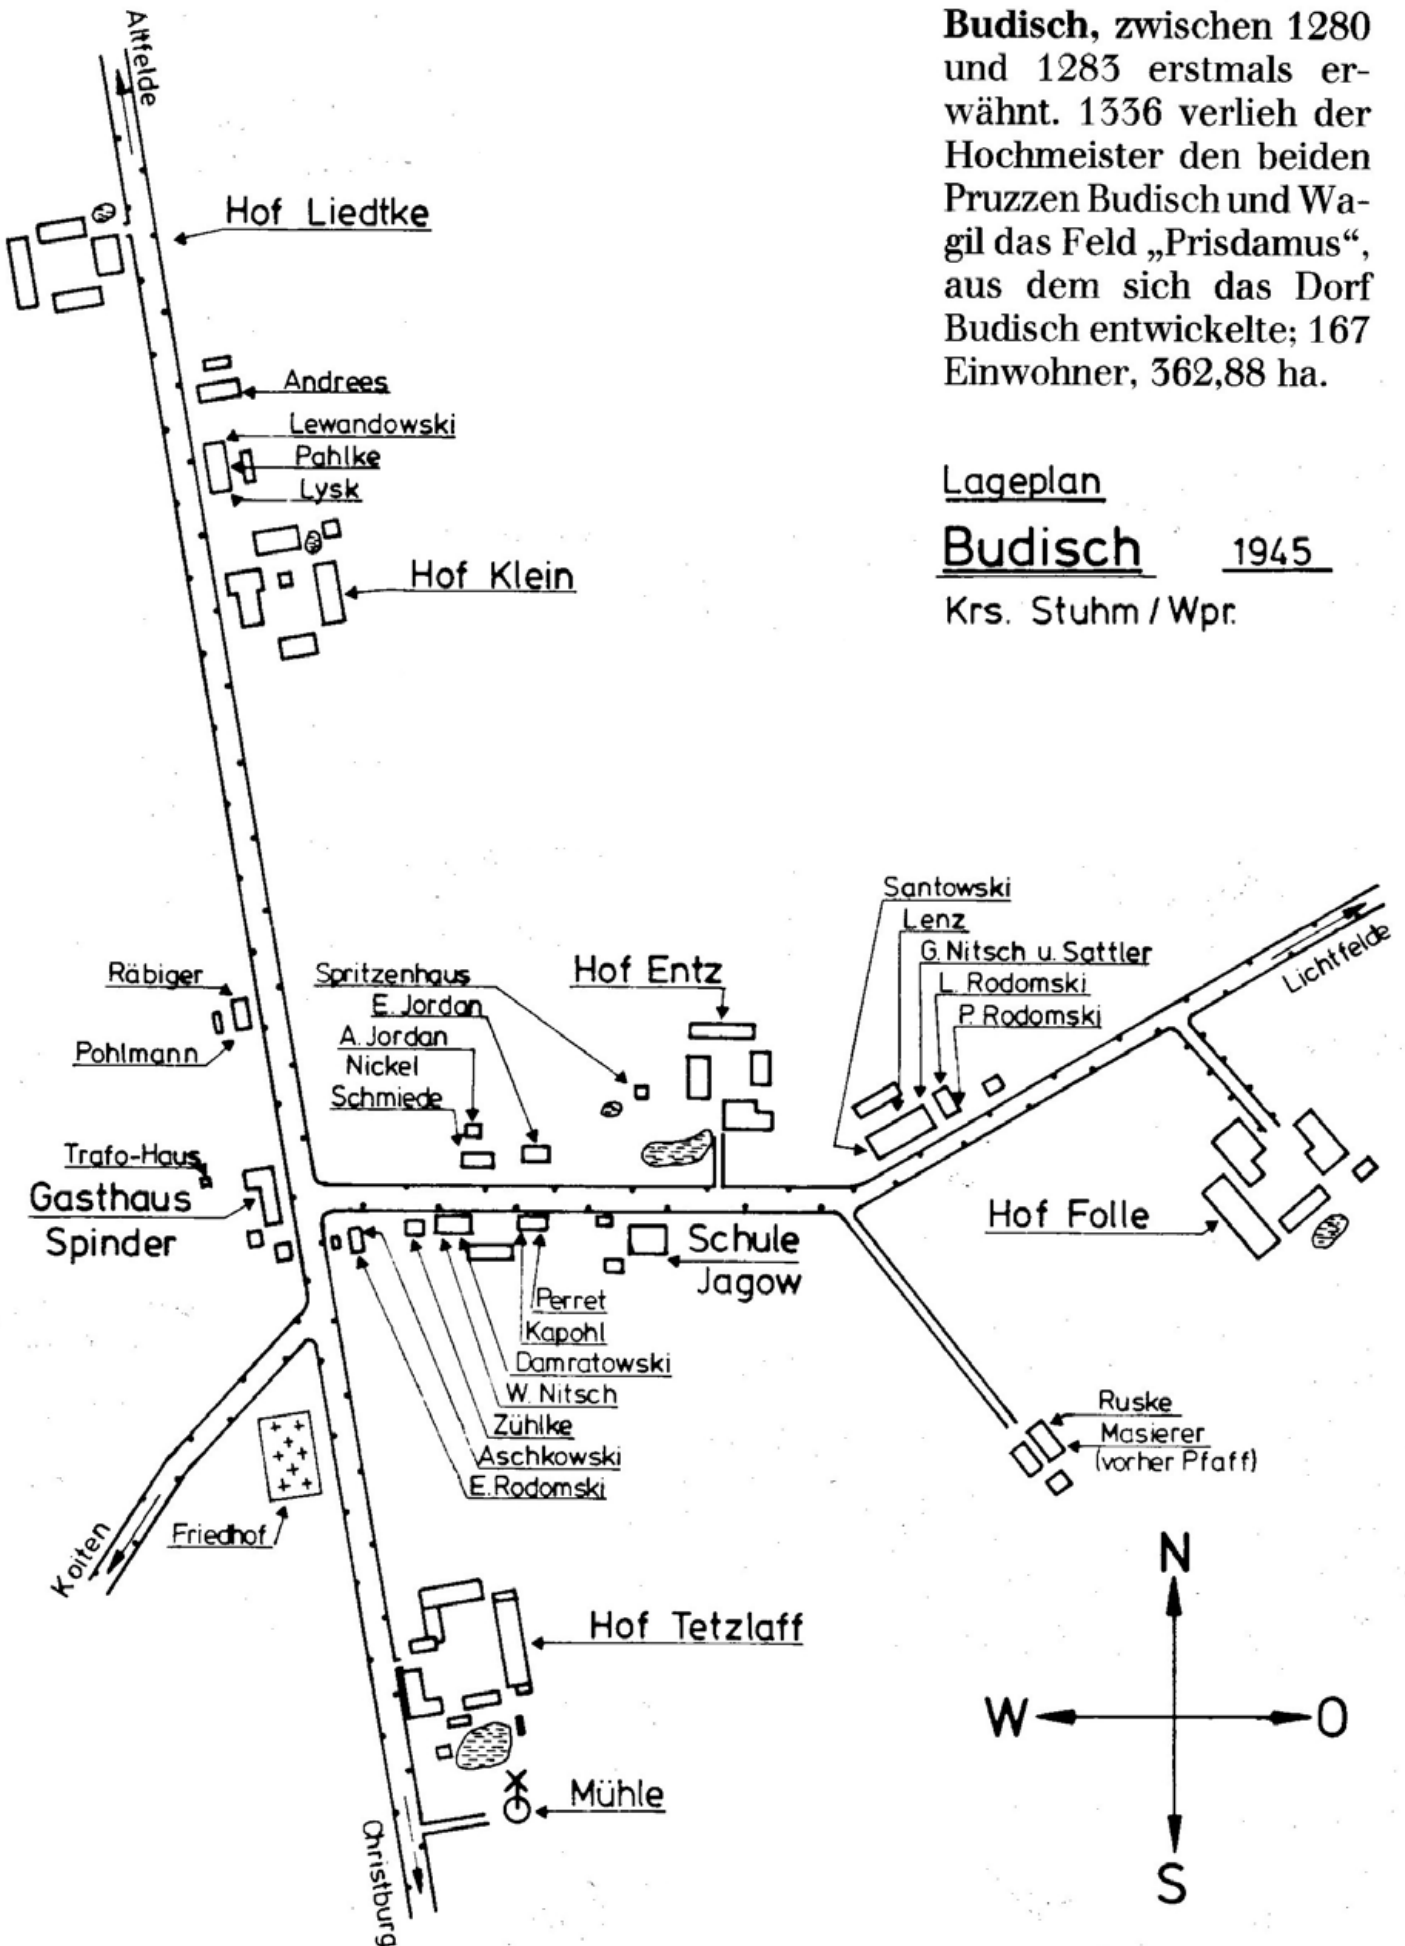 Budisch, zwischen 1280
und 1283 erstmals er-
wähnt. 1336 verlieh der
Hochmeister den beiden
Pruzzen Budisch und Wa-
gil das Feld „Prisdamus“,
aus dem sich das Dorf
Budisch entwickelte; 167
Einwohner, 362,88 ha.
Lageplan
Budisch 1945
Krs. Stuhm / Wpr.
Altfelde
Hof Liedtke
Andrees
Lewandowski
Pahlke
Lysk
Hof Klein
Räbiger
Pohlmann
Trafo-Haus
Gasthaus
Spinder
Spritzenhaus
E. Jordan
A. Jordan
Nickel
Schmiede
Hof Entz
Santowski
Lenz
G. Nitsch u. Sattler
L. Rodomski
P. Rodomski
Lichtfelde
Hof Folle
Schule
Jagow
Perret
Kapohl
Damratowski
W. Nitsch
Zühlke
Aschkowski
E. Rodomski
Ruske
Masierer
(vorher Pfaff)
Koiten
Friedhof
Hof Tetzlaff
Mühle
Christburg
N
W O
S